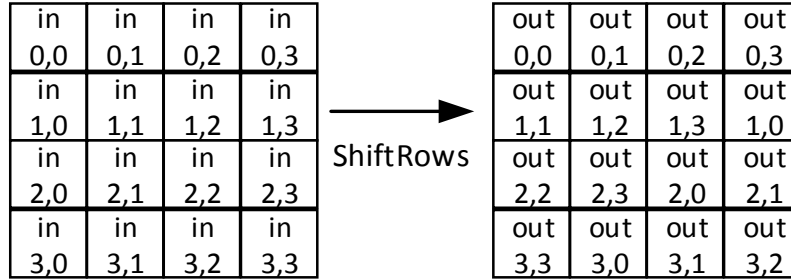 in in in in out out out out
0,0 0,1 0,2 0,3 0,0 0,1 0,2 0,3
in in in in out out out out
1,0 1,1 1,2 1,3 1,1 1,2 1,3 1,0
ShiftRows
in in in in out out out out
2,0 2,1 2,2 2,3 2,2 2,3 2,0 2,1
in in in in out out out out
3,0 3,1 3,2 3,3 3,3 3,0 3,1 3,2